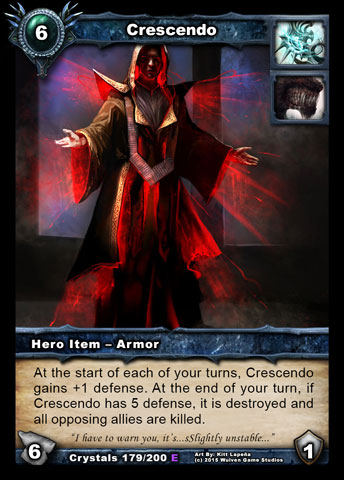 6
Crescendo
Hero Item – Armor
At the start of each of your turns, Crescendo
gains +1 defense. At the end of your turn, if
Crescendo has 5 defense, it is destroyed and
all opposing allies are killed.
"I have to warn you, it's...sSlightly unstable..."
6
Crystals 179/200 E
Art By: Kitt Lapeña
(c) 2015 Wulven Game Studios
1